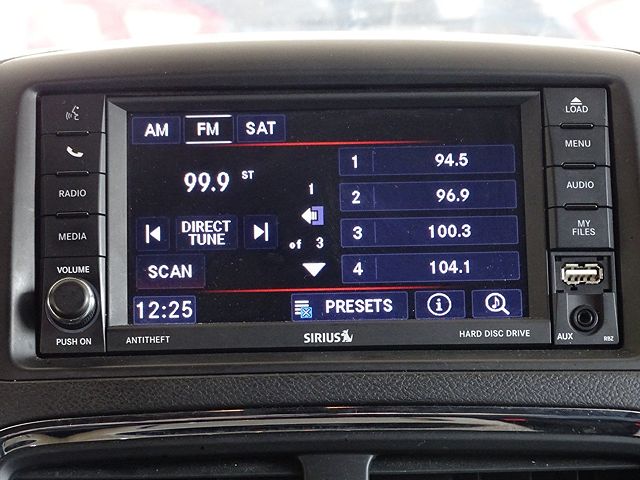 LOAD
MENU
AUDIO
MY
FILES
AUX
RBZ
RADIO
MEDIA
VOLUME
PUSH ON
ANTITHEFT
SIRIUS
HARD DISC DRIVE
AM FM SAT
99.9 ST
DIRECT
TUNE
SCAN
12:25
1
of 3
1 94.5
2 96.9
3 100.3
4 104.1
PRESETS